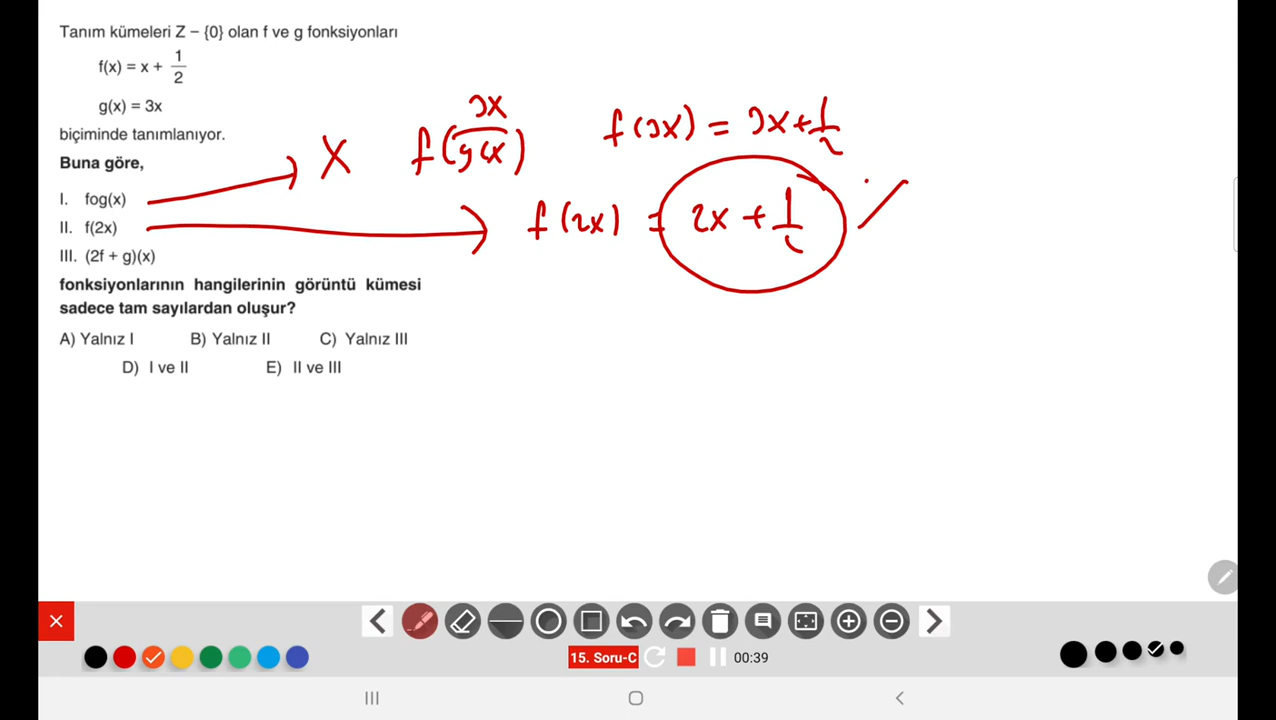 Tanım kümeleri Z – {0} olan f ve g fonksiyonları
f(x) = x + 1/2
g(x) = 3x
biçiminde tanımlanıyor.
Buna göre,
I. fog(x)
II. f(2x)
III. (2f + g)(x)
fonksiyonlarının hangilerinin görüntü kümesi
sadece tam sayılardan oluşur?
A) Yalnız I B) Yalnız II C) Yalnız III
D) I ve II E) II ve III
X
3x
f(g(x)
f(3x) = 3x + 1/2
f(2x) = 2x + 1/2
15. Soru-C
00:39